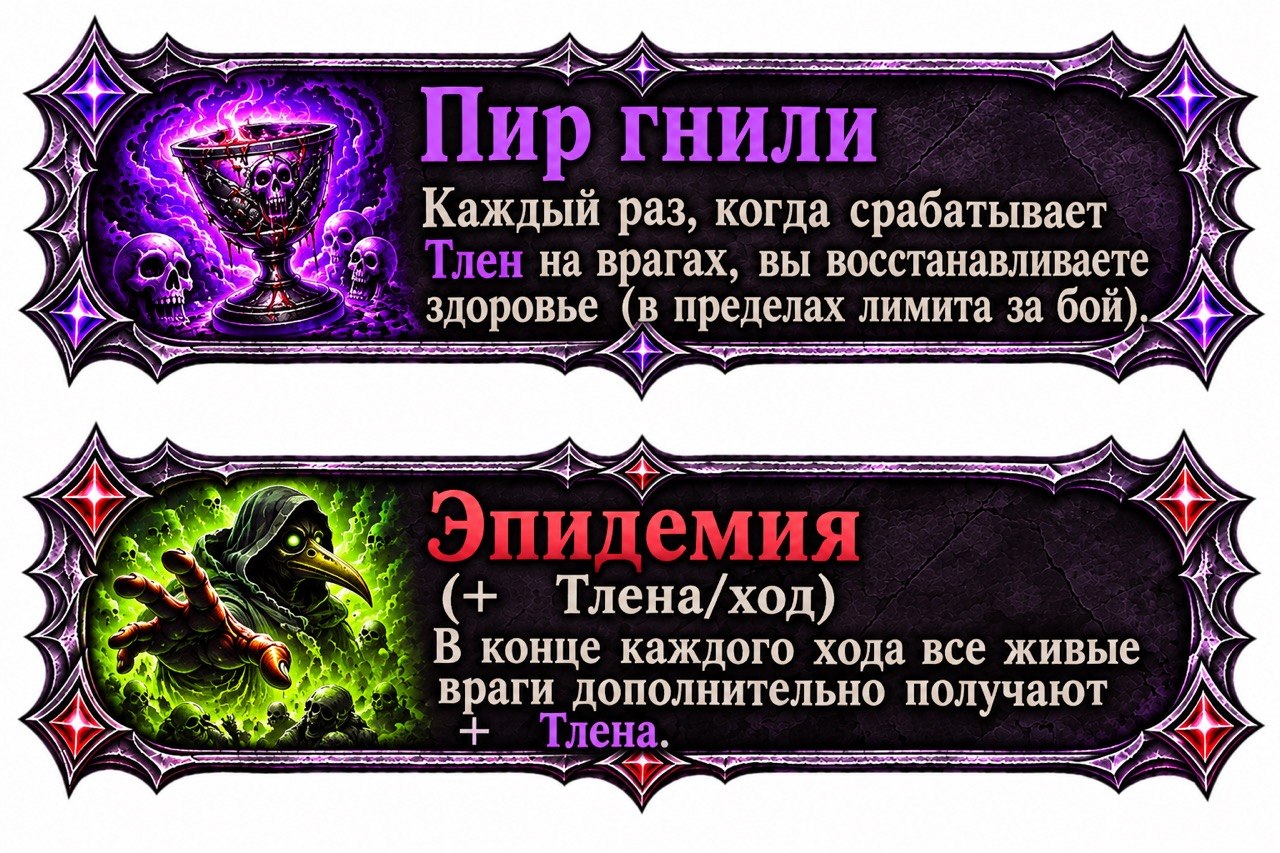 Пир гнили
Каждый раз, когда срабатывает
Тлен на врагах, вы восстанавливаете
здоровье (в пределах лимита за бой).
Эпидемия
(+ Тлена/ход)
В конце каждого хода все живые
враги дополнительно получают
+ Тлена.